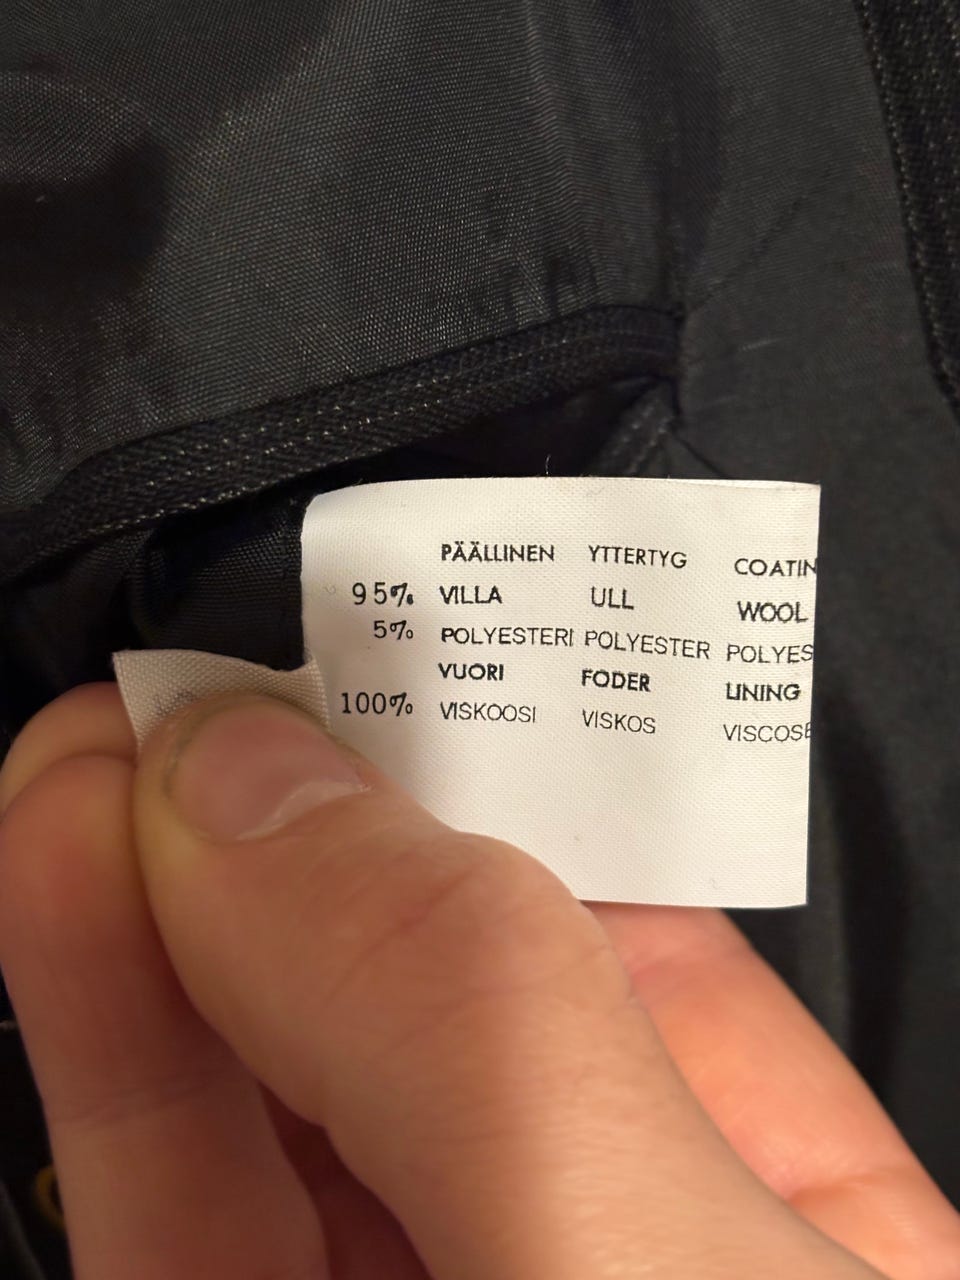 PÄÄLLINEN YTTERTYG COATIN
95% VILLA ULL WOOL
5% POLYESTERI POLYESTER POLYES
VUORI FODER LINING
100% VISKOOSI VISKOS VISCOSE